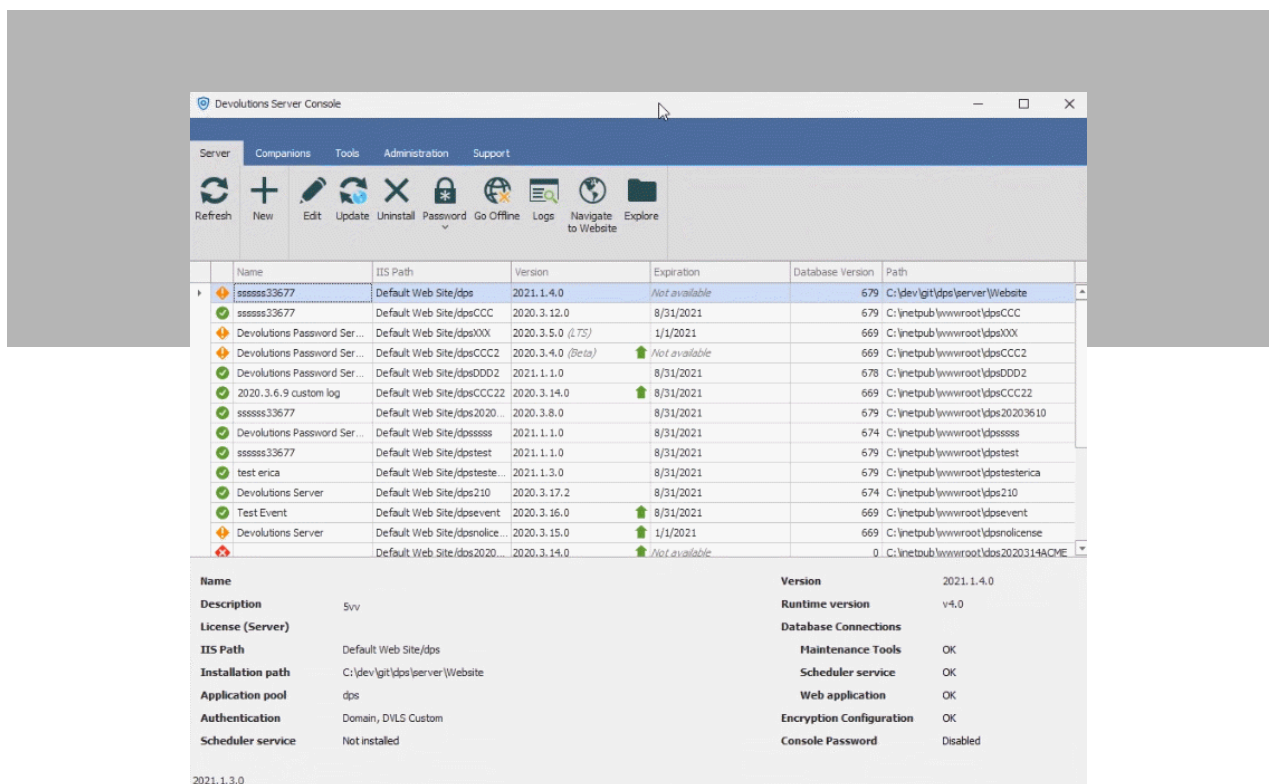 Devolutions Server Console
Server Companions Tools Administration Support
Refresh New Edit Update Uninstall Password Go Offline Logs Navigate to Website Explore
Name IIS Path Version Expiration Database Version Path
ssssss33677 Default Web Site/dps 2021.1.4.0 Not available 679 C:\dev\git\dps\server\Website
ssssss33677 Default Web Site/dpsCCC 2020.3.12.0 8/31/2021 679 C:\inetpub\wwwroot\dpsCCC
Devolutions Password Ser... Default Web Site/dpsXXX 2020.3.5.0 (LTS) 1/1/2021 669 C:\inetpub\wwwroot\dpsXXX
Devolutions Password Ser... Default Web Site/dpsCCC2 2020.3.4.0 (Beta) Not available 669 C:\inetpub\wwwroot\dpsCCC2
Devolutions Password Ser... Default Web Site/dpsDDD2 2021.1.1.0 8/31/2021 678 C:\inetpub\wwwroot\dpsDDD2
2020.3.6.9 custom log Default Web Site/dpsCCC22 2020.3.14.0 8/31/2021 669 C:\inetpub\wwwroot\dpsCCC22
ssssss33677 Default Web Site/dps2020... 2020.3.8.0 8/31/2021 679 C:\inetpub\wwwroot\dps20203610
Devolutions Password Ser... Default Web Site/dpsssss 2021.1.1.0 8/31/2021 674 C:\inetpub\wwwroot\dpsssss
ssssss33677 Default Web Site/dpstest 2021.1.1.0 8/31/2021 679 C:\inetpub\wwwroot\dpstest
test erica Default Web Site/dpsteste... 2021.1.3.0 8/31/2021 679 C:\inetpub\wwwroot\dpstesterica
Devolutions Server Default Web Site/dps210 2020.3.17.2 8/31/2021 674 C:\inetpub\wwwroot\dps210
Test Event Default Web Site/dpsevent 2020.3.16.0 8/31/2021 669 C:\inetpub\wwwroot\dpsevent
Devolutions Server Default Web Site/dpsnolice... 2020.3.15.0 1/1/2021 669 C:\inetpub\wwwroot\dpsnolicense
Default Web Site/dps2020... 2020.3.14.0 Not available 0 C:\inetpub\wwwroot\dps2020314ACME
Name Version 2021.1.4.0
Description 5vv Runtime version v4.0
License (Server) Database Connections
IIS Path Default Web Site/dps Maintenance Tools OK
Installation path C:\dev\git\dps\server\Website Scheduler service OK
Application pool dps Web application OK
Authentication Domain, DVLS Custom Encryption Configuration OK
Scheduler service Not installed Console Password Disabled
2021.1.3.0